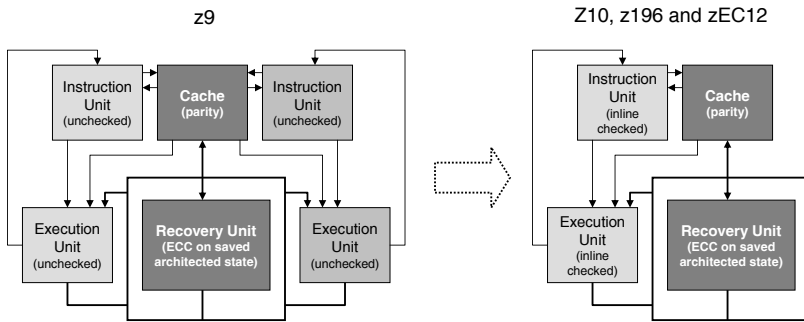 z9
Z10, z196 and zEC12
Instruction
Unit
(unchecked)
Cache
(parity)
Instruction
Unit
(unchecked)
Execution
Unit
(unchecked)
Recovery Unit
(ECC on saved
architected state)
Execution
Unit
(unchecked)
Instruction
Unit
(inline
checked)
Cache
(parity)
Execution
Unit
(inline
checked)
Recovery Unit
(ECC on saved
architected state)